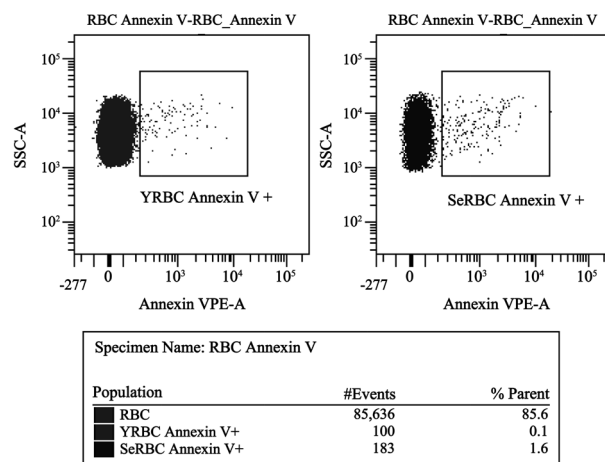 RBC Annexin V-RBC_Annexin V
SSC-A
10⁵
10⁴
10³
10²
YRBC Annexin V +
-277
0
10³
10⁴
10⁵
Annexin VPE-A
RBC Annexin V-RBC_Annexin V
SSC-A
10⁵
10⁴
10³
10²
SeRBC Annexin V +
-277
0
10³
10⁴
10⁵
Annexin VPE-A
Specimen Name: RBC Annexin V
Population #Events % Parent
RBC 85,636 85.6
YRBC Annexin V+ 100 0.1
SeRBC Annexin V+ 183 1.6